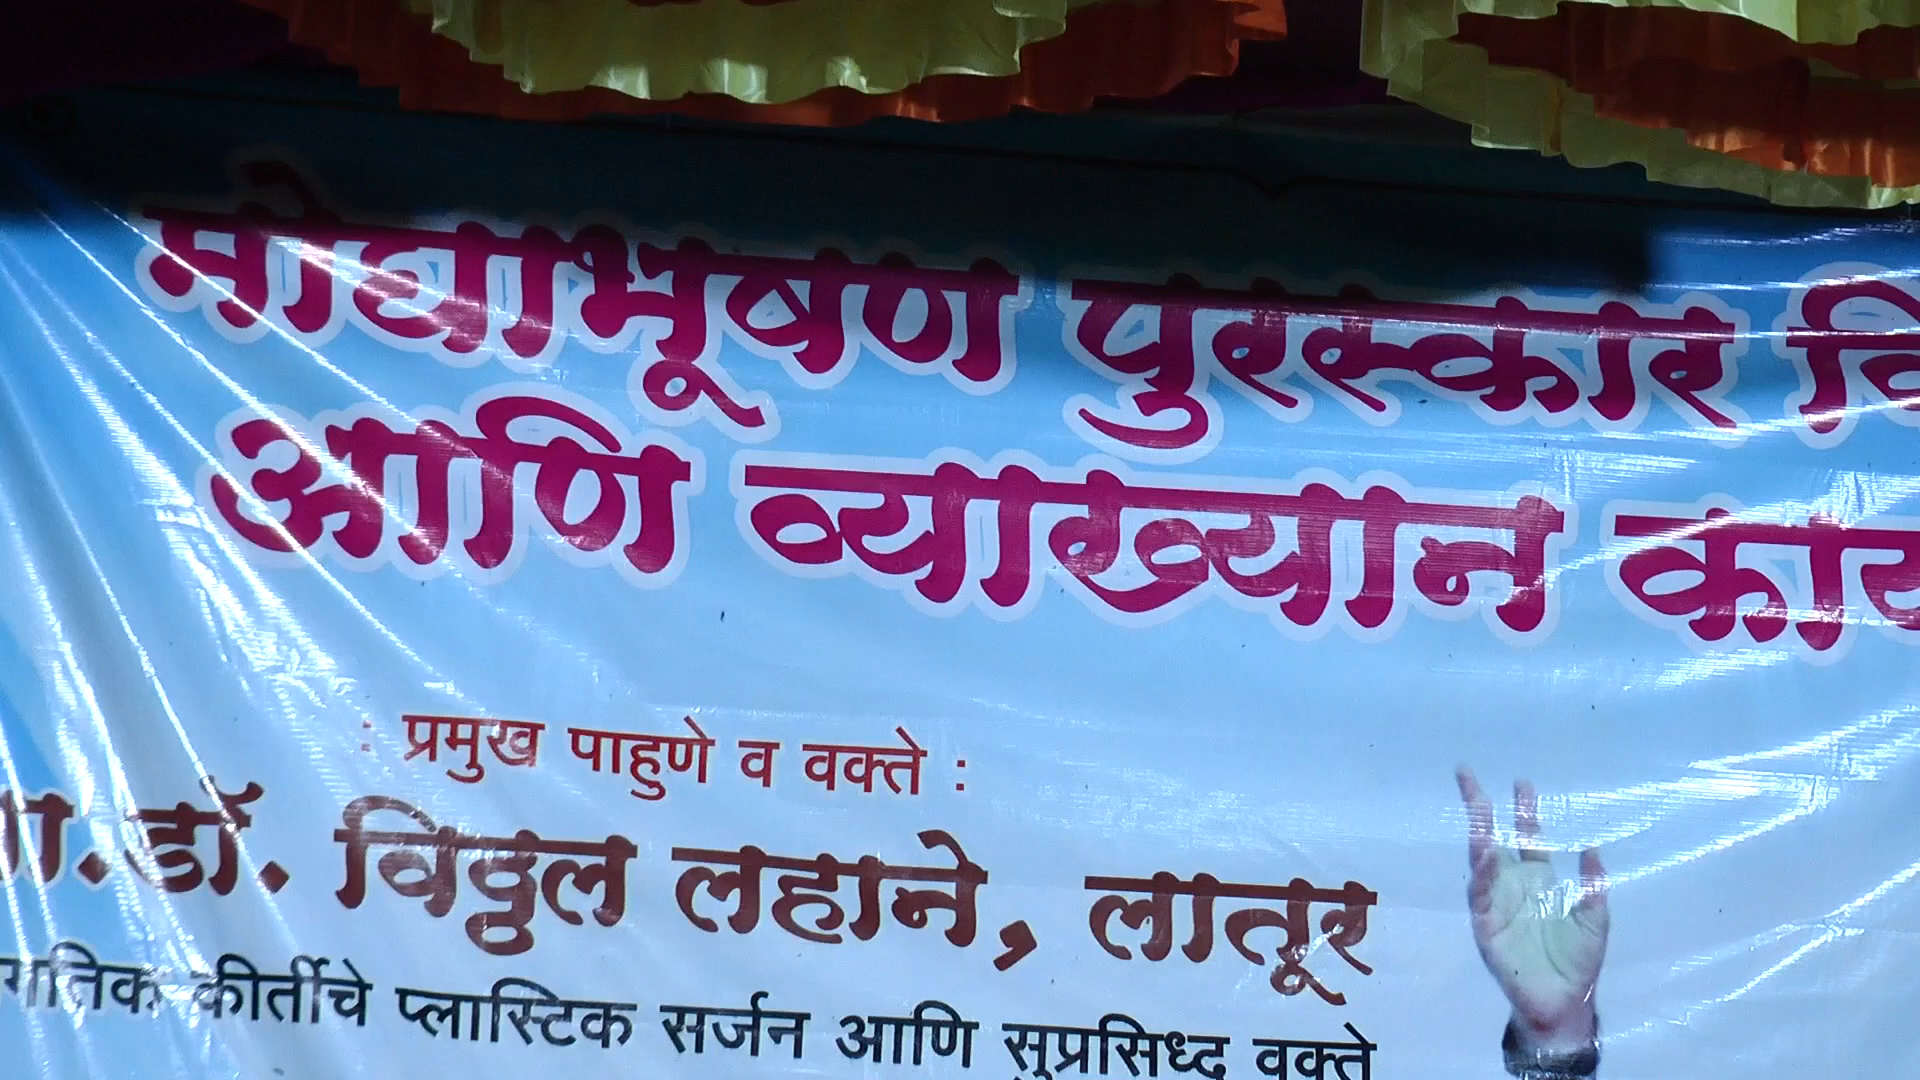 पुरस्कार
आणि व्याख्यान
: प्रमुख पाहुणे व वक्ते :
डॉ. विठ्ठल लहाने, लातूर
कीर्तीचे प्लास्टिक सर्जन आणि सुप्रसिध्द वक्ते